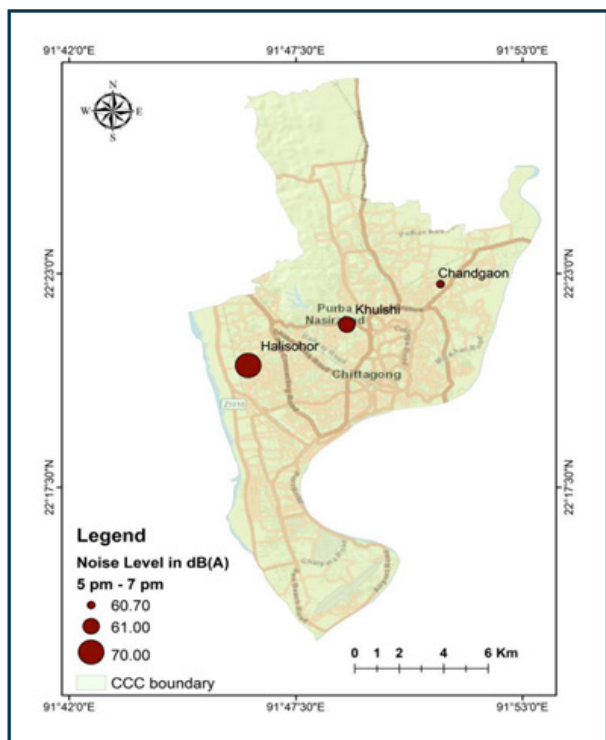 91°42'0"E 91°47'30"E 91°53'0"E
N
W E
S
22°23'0"N 22°23'0"N
Chandgaon
Purba Khulshi
Nasirabad
Halisohor
Chittagong
22°17'30"N 22°17'30"N
Legend
Noise Level in dB(A)
5 pm - 7 pm
60.70
61.00
70.00
CCC boundary
0 1 2 4 6 Km
91°42'0"E 91°47'30"E 91°53'0"E